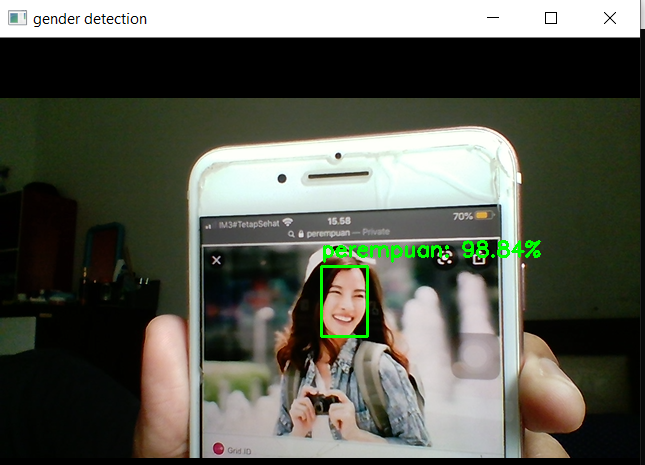 gender detection
IM3#TetapSehat 15.58 70%
perempuan — Private
perempuan: 98.84%
Grid ID